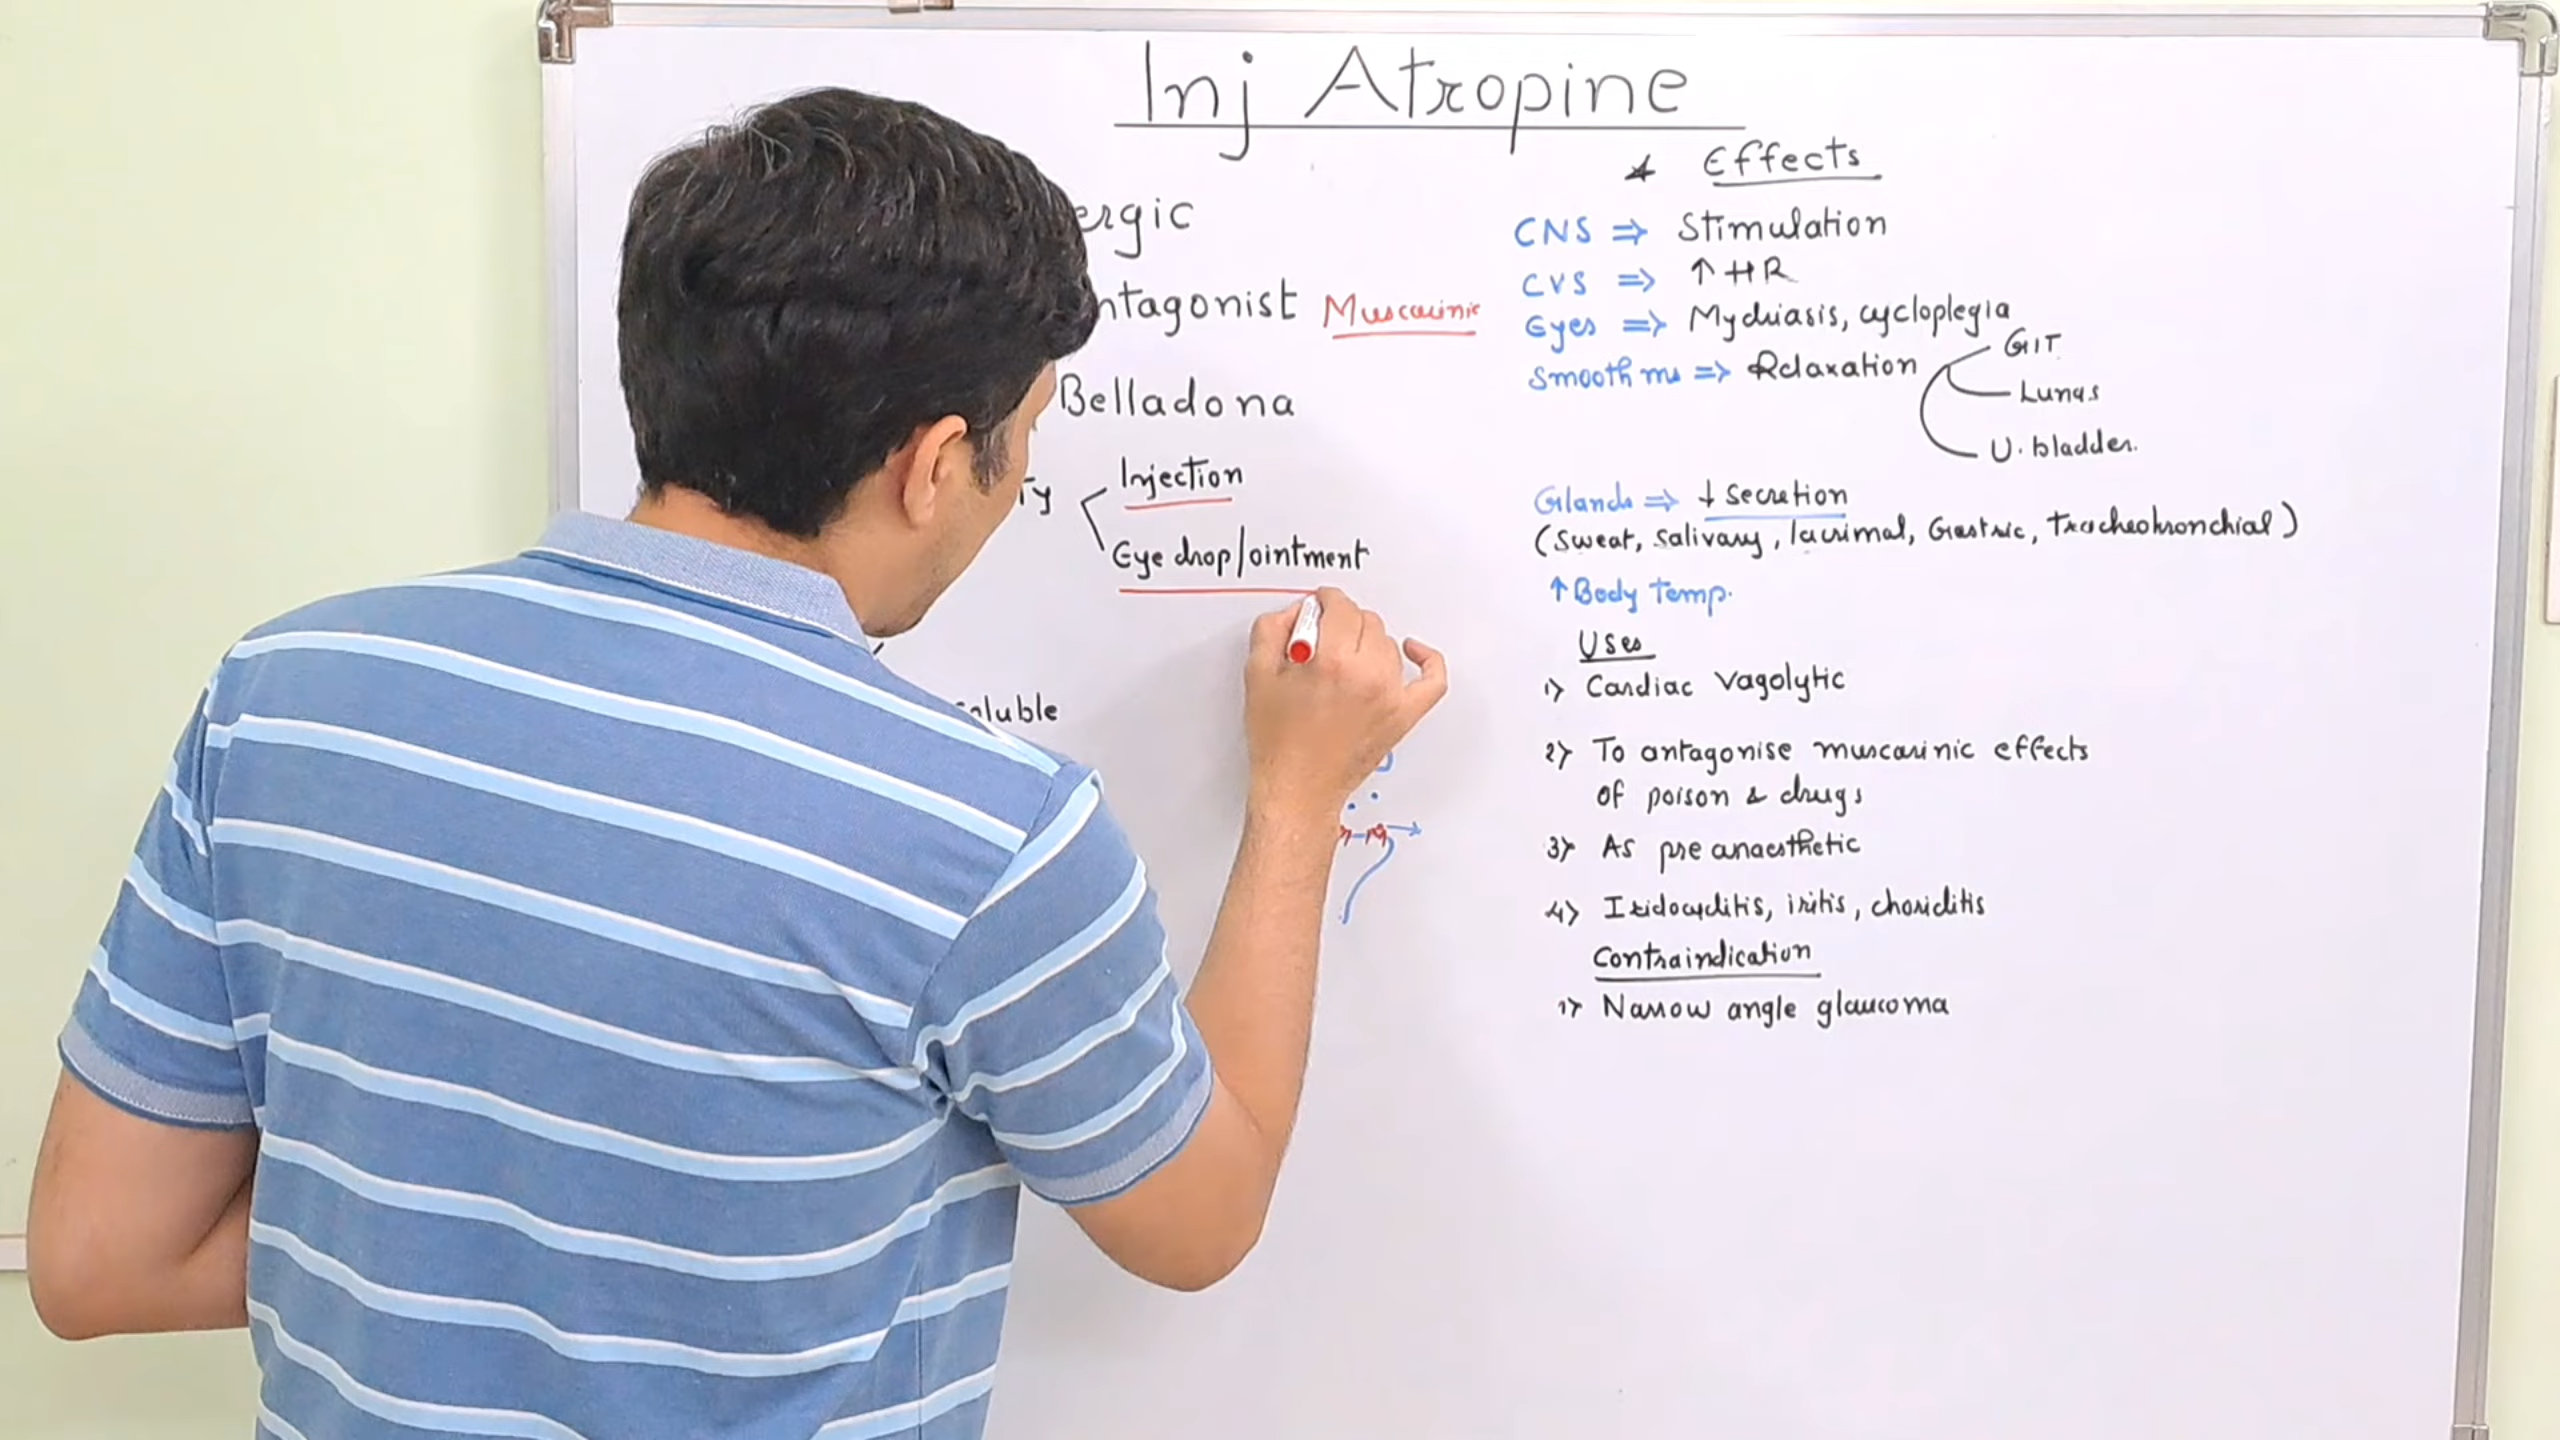 Inj Atropine
ergic
ntagonist Muscarinic
Belladona
Ty
Injection
Eye drop/ointment
oluble
Effects
CNS ⇒ Stimulation
CVS ⇒ ↑ HR
Eyes ⇒ Mydriasis, cycloplegia
Smooth ms ⇒ Relaxation
GIT
Lungs
U. bladder.
Glands ⇒ ↓ secretion
(Sweat, salivary, lacrimal, Gastric, Tracheobronchial)
↑ Body Temp.
Uses
1) Cardiac Vagolytic
2) To antagonise muscarinic effects
of poison & drugs
3) As pre anaesthetic
4) Iridocyclitis, iritis, choriditis
Contraindication
1) Narrow angle glaucoma